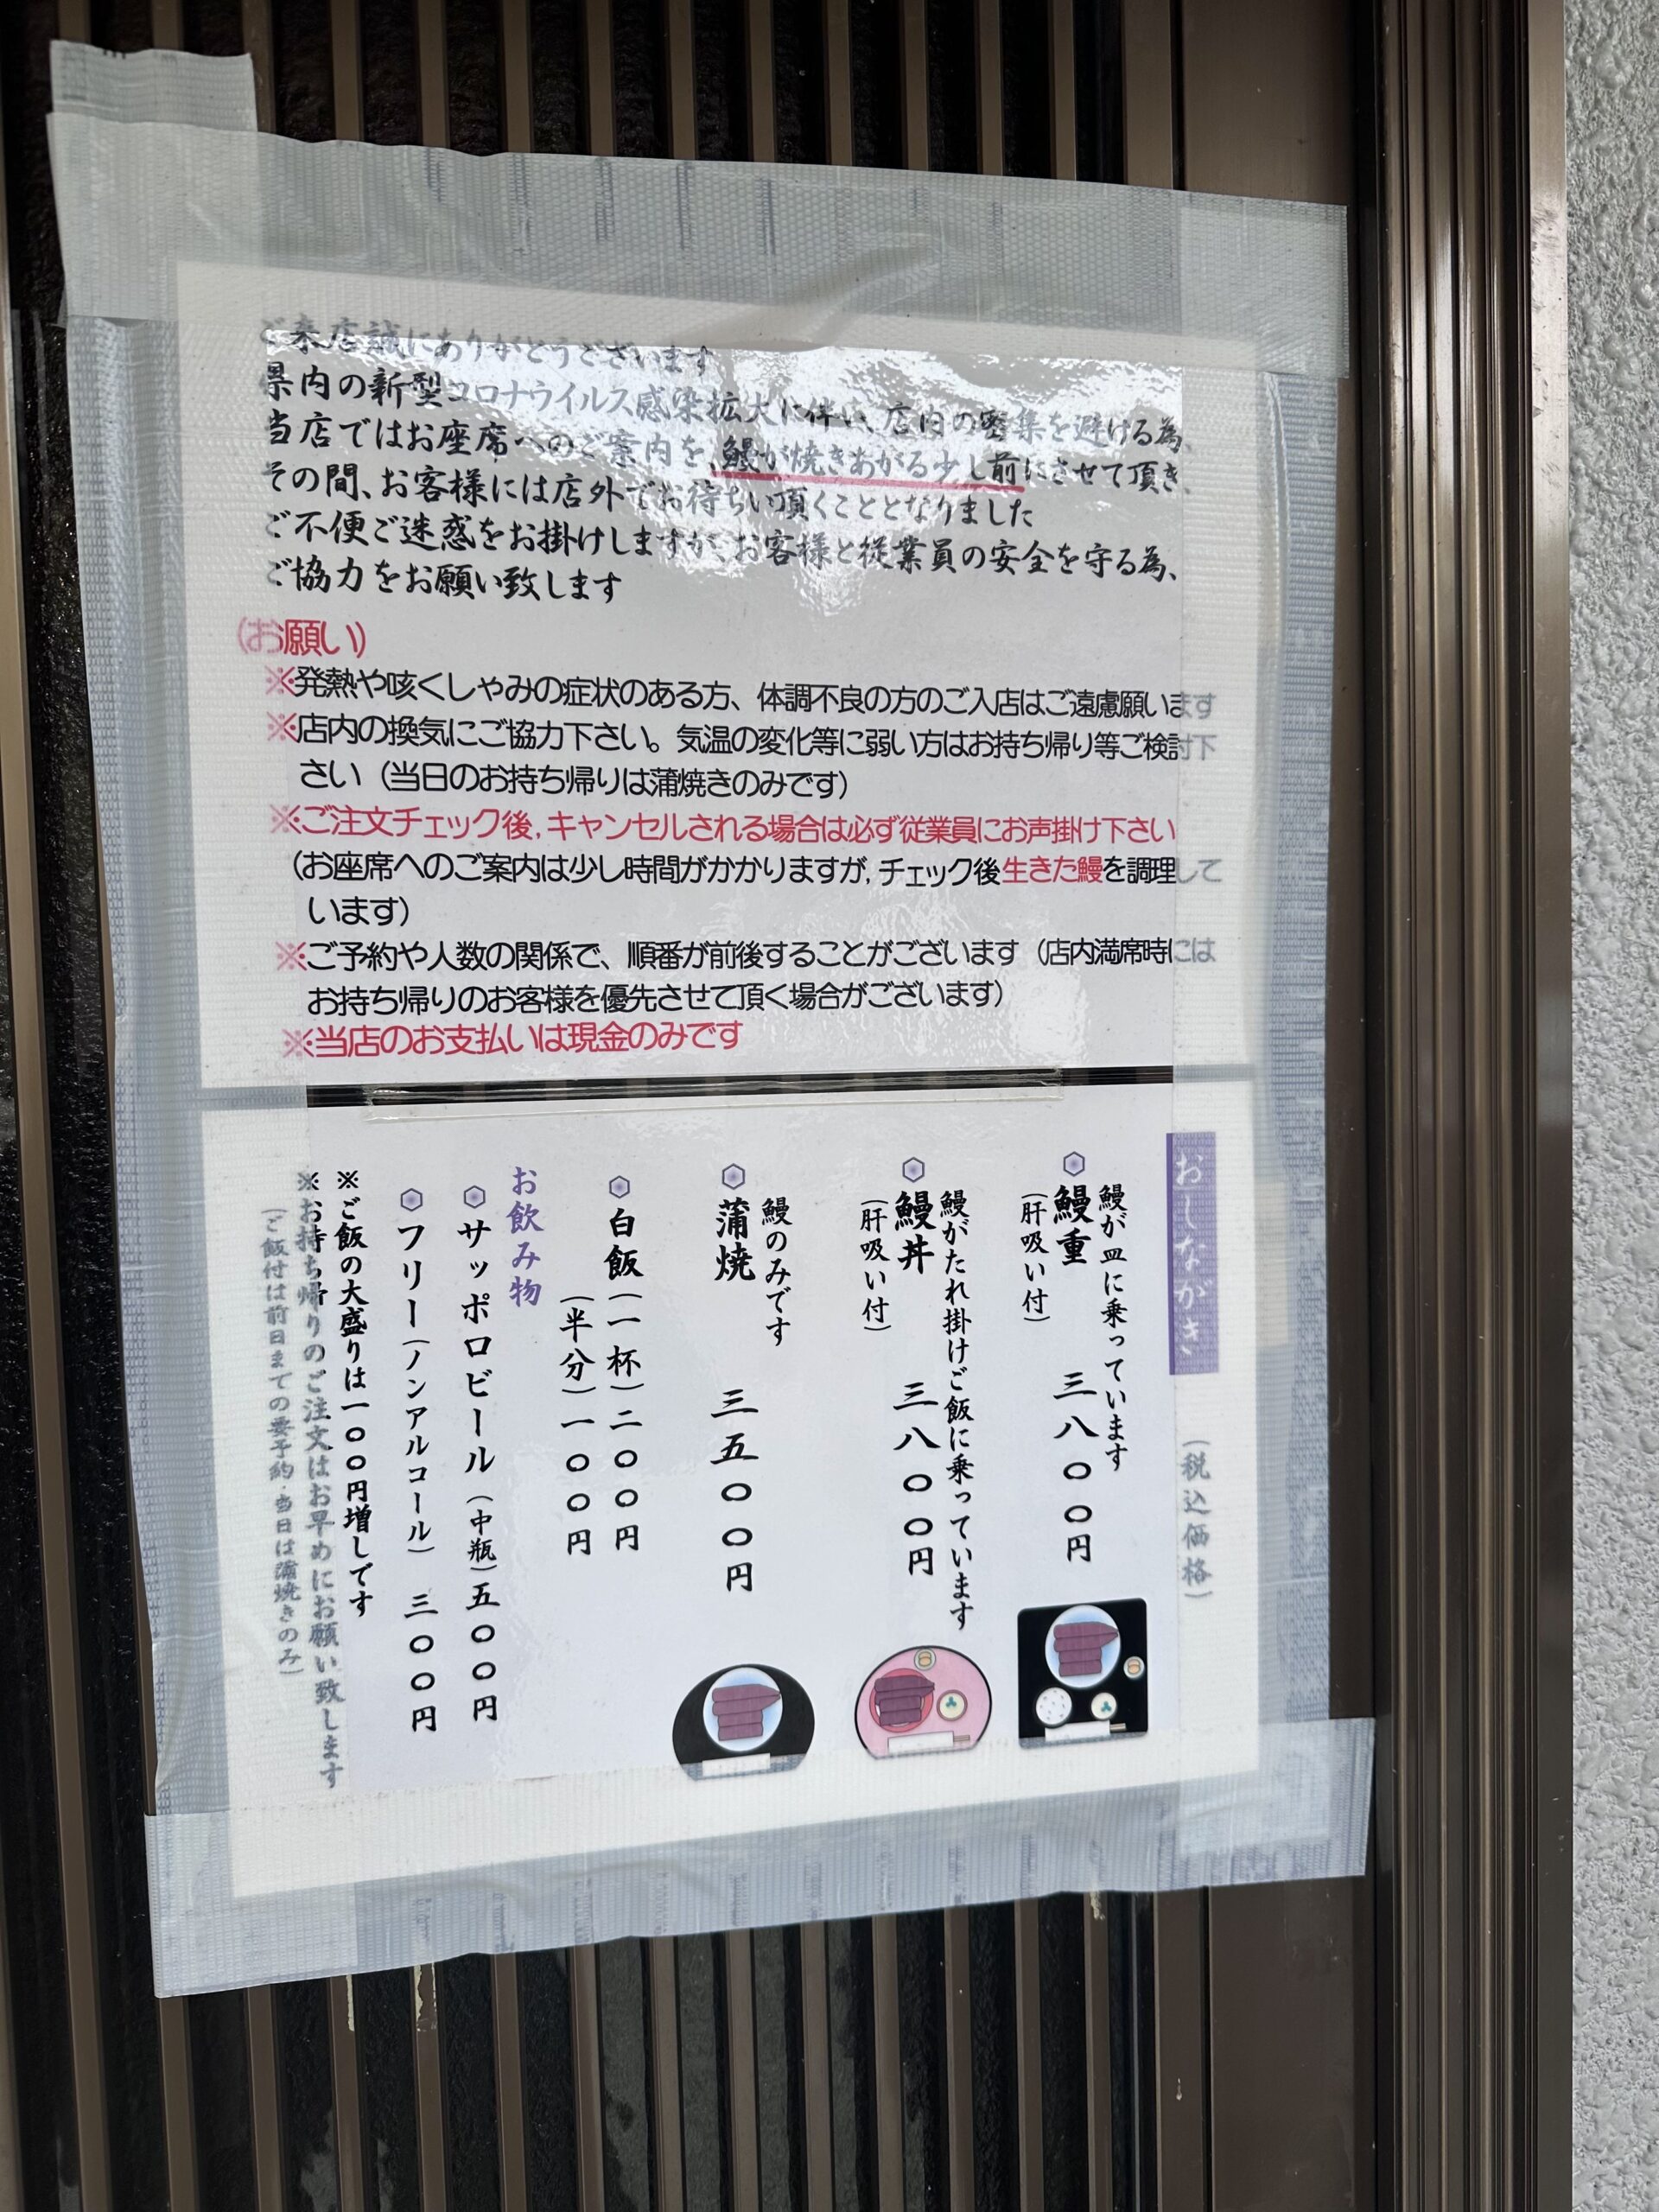 ご来店誠にありがとうございます
県内の新型コロナウイルス感染拡大に伴い、店内の密集を避ける為、
当店ではお座席へのご案内を、鰻が焼きあがる少し前にさせて頂き、
その間、お客様には店外でお待ちい頂くこととなりました
ご不便ご迷惑をお掛けしますが、お客様と従業員の安全を守る為、
ご協力をお願い致します
(お願い)
※発熱や咳くしゃみの症状のある方、体調不良の方のご入店はご遠慮願います
※店内の換気にご協力下さい。気温の変化等に弱い方はお持ち帰り等ご検討下
さい（当日のお持ち帰りは蒲焼きのみです）
※ご注文チェック後,キャンセルされる場合は必ず従業員にお声掛け下さい
（お座席へのご案内は少し時間がかかりますが,チェック後生きた鰻を調理して
います）
※ご予約や人数の関係で、順番が前後することがございます（店内満席時には
お持ち帰りのお客様を優先させて頂く場合がございます）
※当店のお支払いは現金のみです
おしながき（税込価格）
鰻が皿に乗っています
鰻重 三八〇〇円
（肝吸い付）
鰻がたれ掛けご飯に乗っています
鰻丼 三八〇〇円
（肝吸い付）
鰻のみです
蒲焼 三五〇〇円
白飯（一杯）二〇〇円
（半分）一〇〇円
お飲み物
サッポロビール（中瓶）五〇〇円
フリー（ノンアルコール） 三〇〇円
※ご飯の大盛りは一〇〇円増しです
※お持ち帰りのご注文はお早めにお願い致します
（ご飯付は前日までの要予約・当日は蒲焼きのみ）